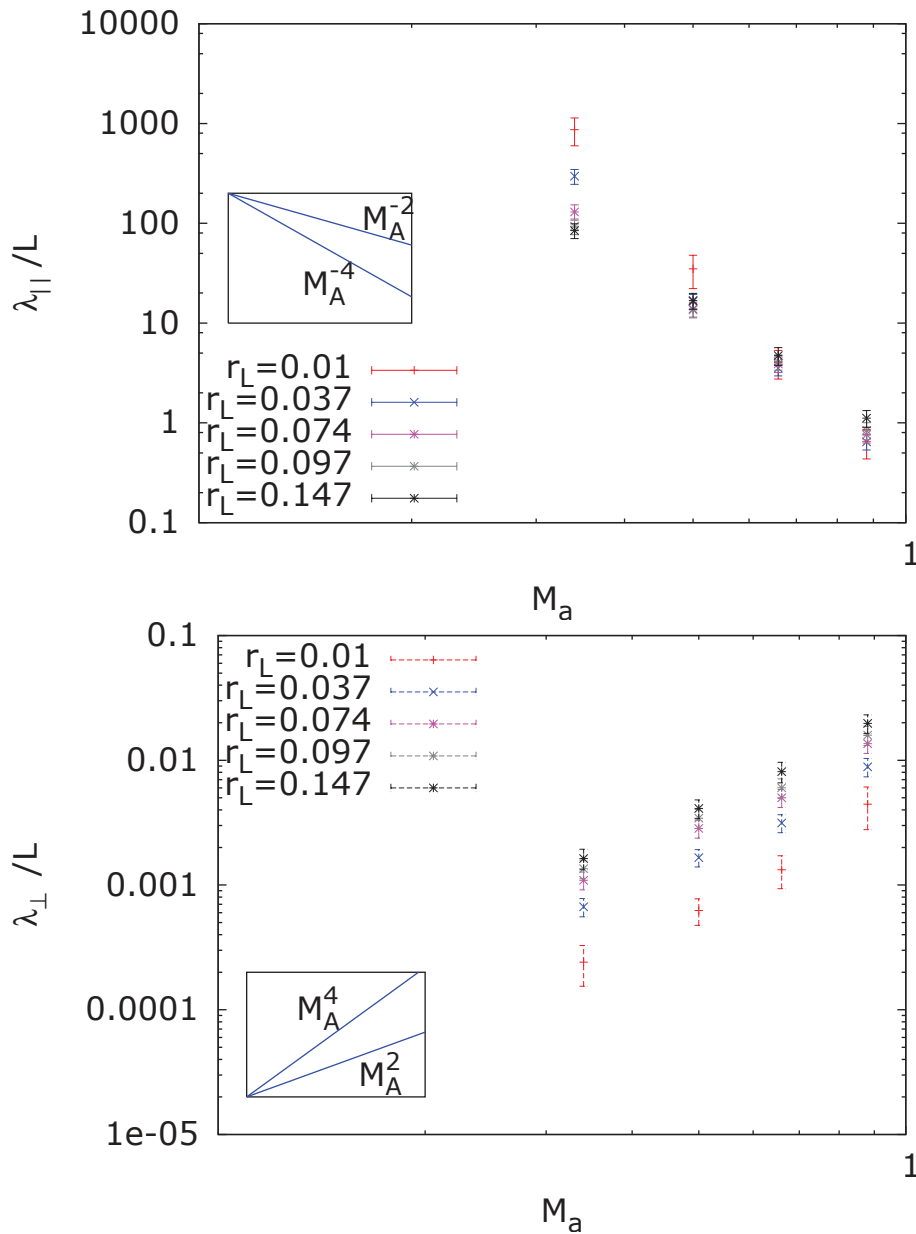 10000
1000
100
10
1
0.1
λ|| /L
M_A^-2
M_A^-4
r_L=0.01
r_L=0.037
r_L=0.074
r_L=0.097
r_L=0.147
1
M_a
0.1
0.01
0.001
0.0001
1e-05
λ⊥ /L
r_L=0.01
r_L=0.037
r_L=0.074
r_L=0.097
r_L=0.147
M_A^4
M_A^2
1
M_a